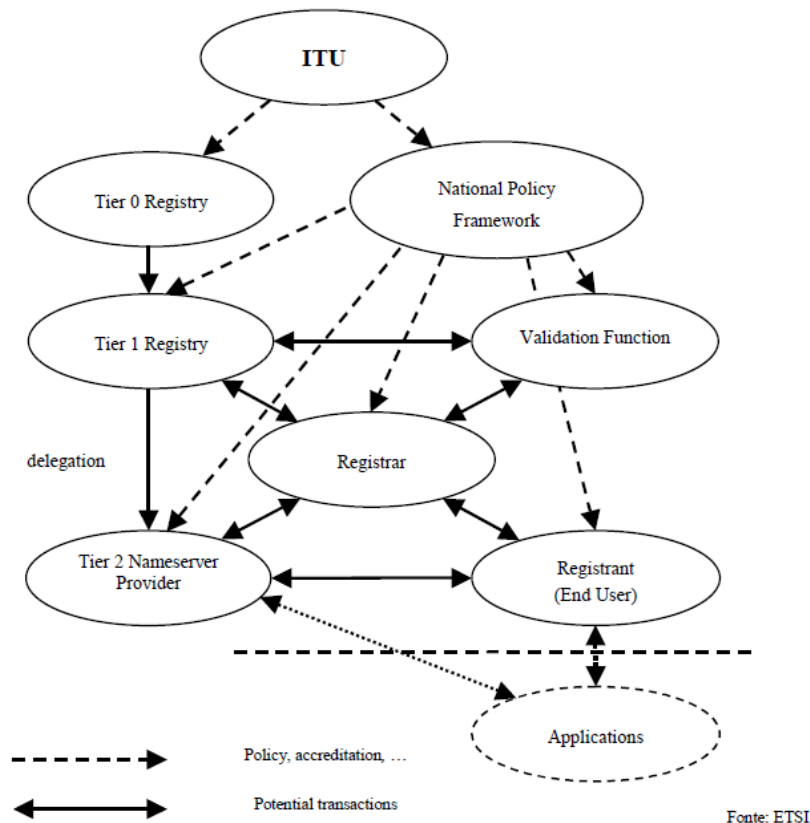 ITU
Tier 0 Registry
National Policy
Framework
Tier 1 Registry
Validation Function
delegation
Registrar
Tier 2 Nameserver
Provider
Registrant
(End User)
Applications
Policy, accreditation, …
Potential transactions
Fonte: ETSI